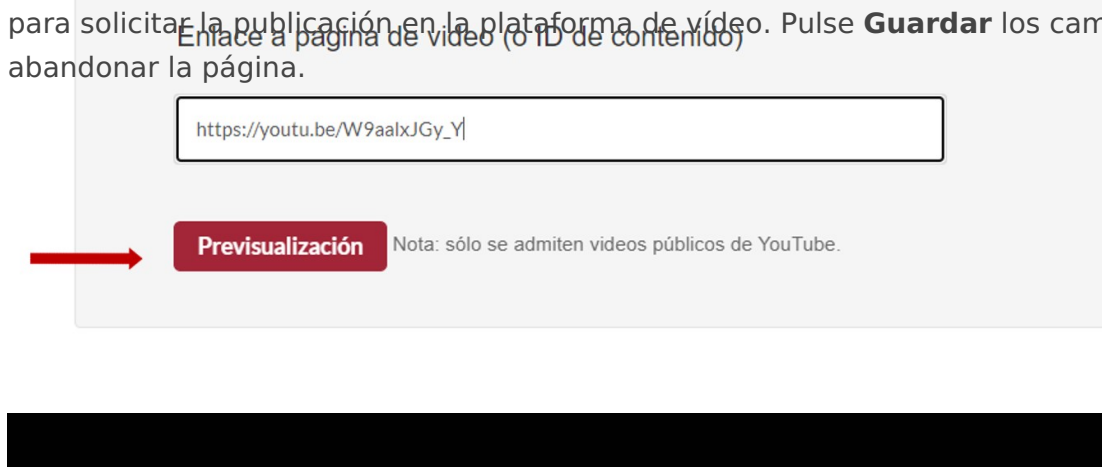 para solicitar la publicación en la plataforma de vídeo. Pulse Guardar los cam
Enlace a página de video (o ID de contenido)
abandonar la página.
https://youtu.be/W9aalxJGy_Y
Previsualización
Nota: sólo se admiten videos públicos de YouTube.